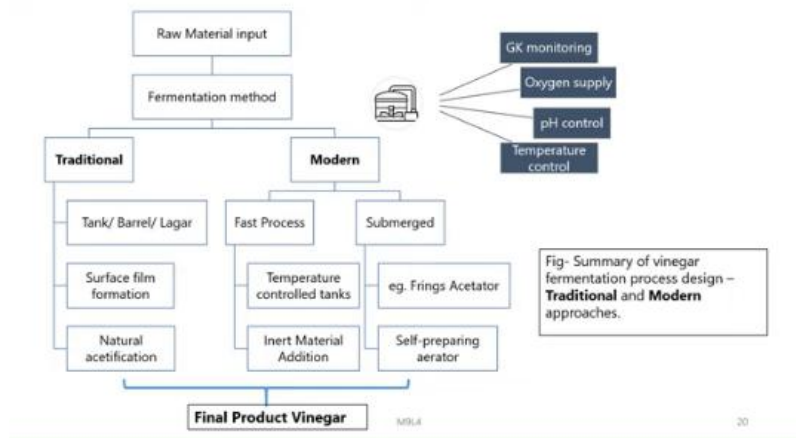 Raw Material input
GK monitoring
Oxygen supply
pH control
Temperature
control
Fermentation method
Traditional
Modern
Tank/ Barrel/ Lagar
Fast Process
Submerged
Surface film
formation
Temperature
controlled tanks
eg. Frings Acetator
Natural
acetification
Inert Material
Addition
Self-preparing
aerator
Fig- Summary of vinegar
fermentation process design –
Traditional and Modern
approaches.
Final Product Vinegar
M9L4
20